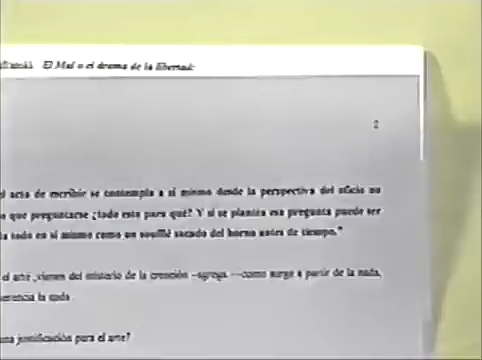 El Mal o el drama de la libertad:
2
l acto de escribir se contempla a sí mismo desde la perspectiva del oficio no
que preguntarse ¿todo esto para qué? Y si se plantea esa pregunta puede ser
todo en sí mismo como un soufflé sacado del horno antes de tiempo."
el arte ,vienen del misterio de la creación –agrega. —como surge a partir de la nada,
la nada
una justificación para el arte?